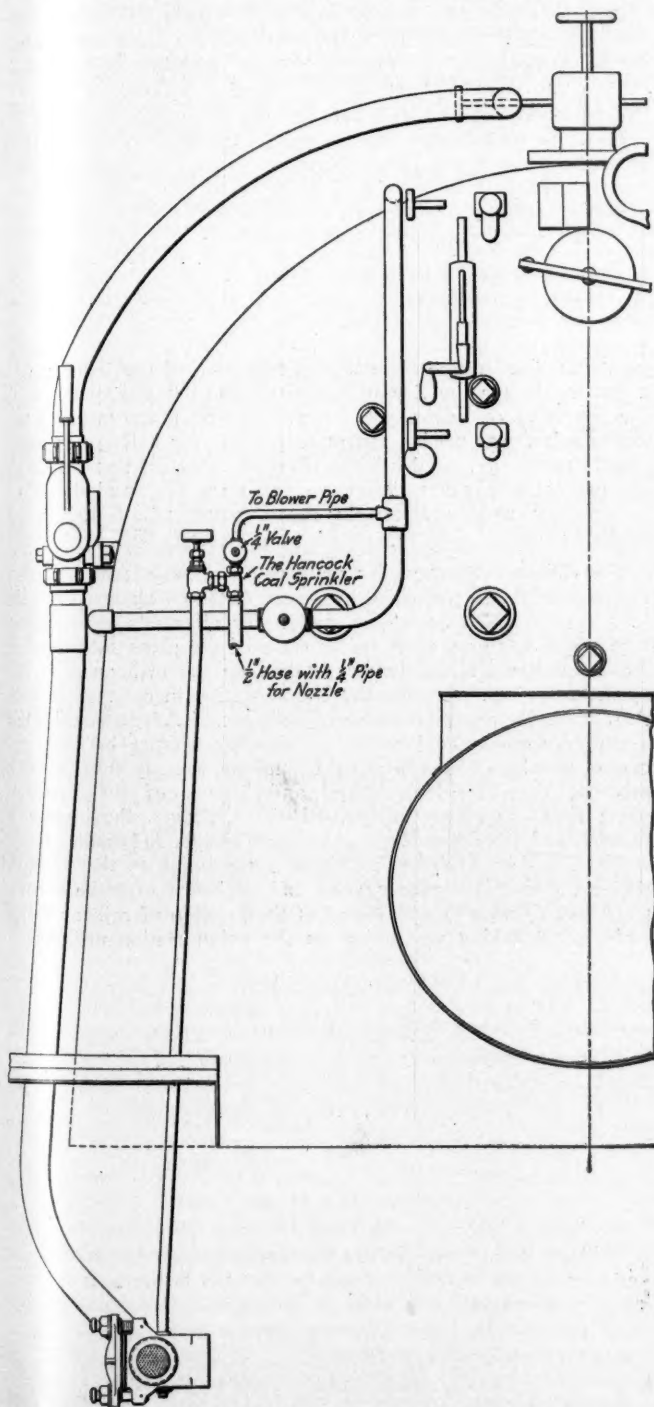 To Blower Pipe
1/4" Valve
The Hancock
Coal Sprinkler
1/2" Hose with 1/4" Pipe
for Nozzle